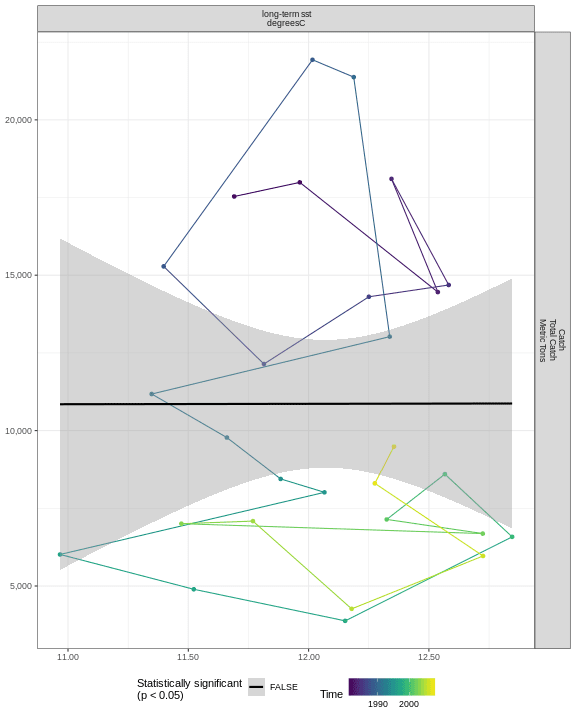 long-term sst
degreesC
20,000
15,000
10,000
5,000
Catch
Total Catch
Metric Tons
11.00
11.50
12.00
12.50
Statistically significant
(p < 0.05)
FALSE
Time
1990
2000